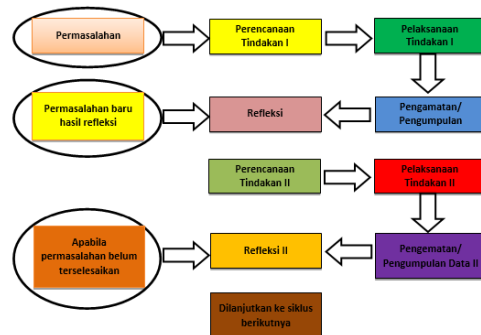 Permasalahan
Perencanaan
Tindakan I
Pelaksanaan
Tindakan I
Permasalahan baru
hasil refleksi
Refleksi
Pengamatan/
Pengumpulan
Perencanaan
Tindakan II
Pelaksanaan
Tindakan II
Apabila
permasalahan belum
terselesaikan
Refleksi II
Pengematan/
Pengumpulan Data II
Dilanjutkan ke siklus
berikutnya